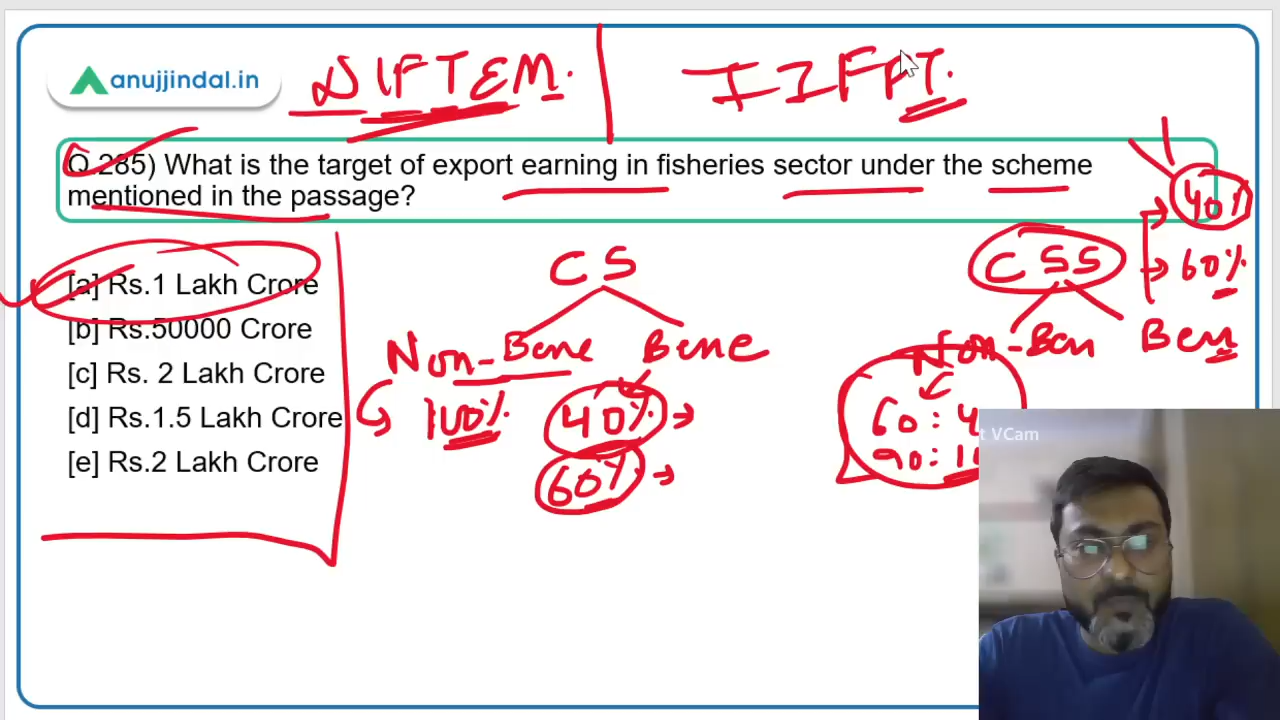 anujjindal.in
NIFTEM.
IIFPT.
Q.285) What is the target of export earning in fisheries sector under the scheme
mentioned in the passage?
40%
60%
[a] Rs.1 Lakh Crore
[b] Rs.50000 Crore
[c] Rs. 2 Lakh Crore
[d] Rs.1.5 Lakh Crore
[e] Rs.2 Lakh Crore
CS
Non-Bene Bene
100% 40%
60%
CSS
Non-Ben Ben
60:4
90:10
t VCam